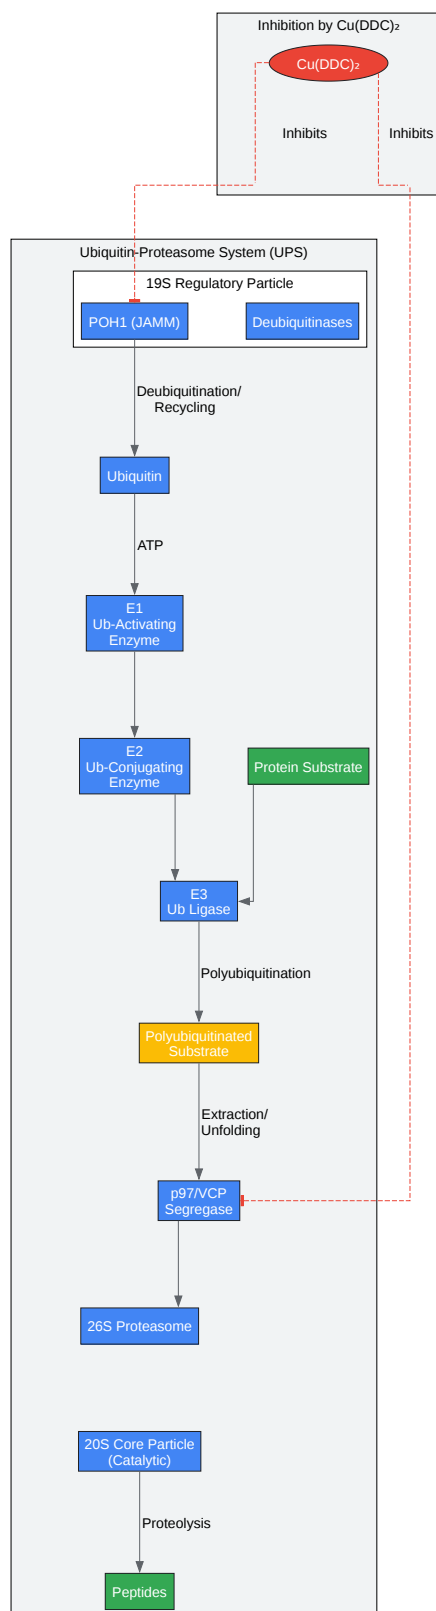 Inhibition by Cu(DDC)₂
Cu(DDC)₂
Inhibits
Inhibits
Ubiquitin-Proteasome System (UPS)
19S Regulatory Particle
POH1 (JAMM)
Deubiquitinases
Deubiquitination/
Recycling
Ubiquitin
ATP
E1
Ub-Activating
Enzyme
E2
Ub-Conjugating
Enzyme
Protein Substrate
E3
Ub Ligase
Polyubiquitination
Polyubiquitinated
Substrate
Extraction/
Unfolding
p97/VCP
Segregase
26S Proteasome
20S Core Particle
(Catalytic)
Proteolysis
Peptides